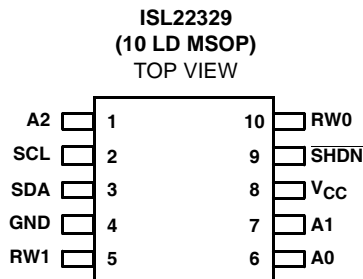 ISL22329
(10 LD MSOP)
TOP VIEW
A2 1 10 RW0
SCL 2 9 SHDN
SDA 3 8 VCC
GND 4 7 A1
RW1 5 6 A0